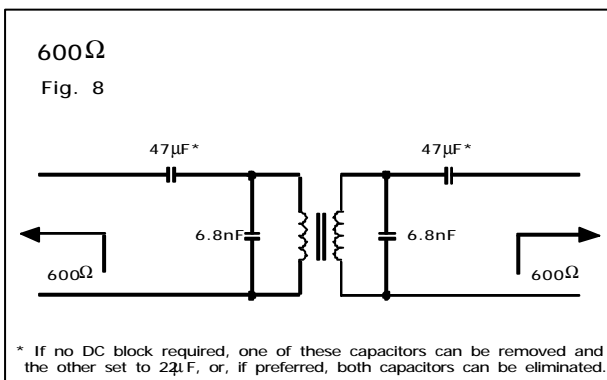 600Ω
Fig. 8
47µF* 47µF*
6.8nF 6.8nF
600Ω 600Ω
* If no DC block required, one of these capacitors can be removed and
the other set to 22µF, or, if preferred, both capacitors can be eliminated.